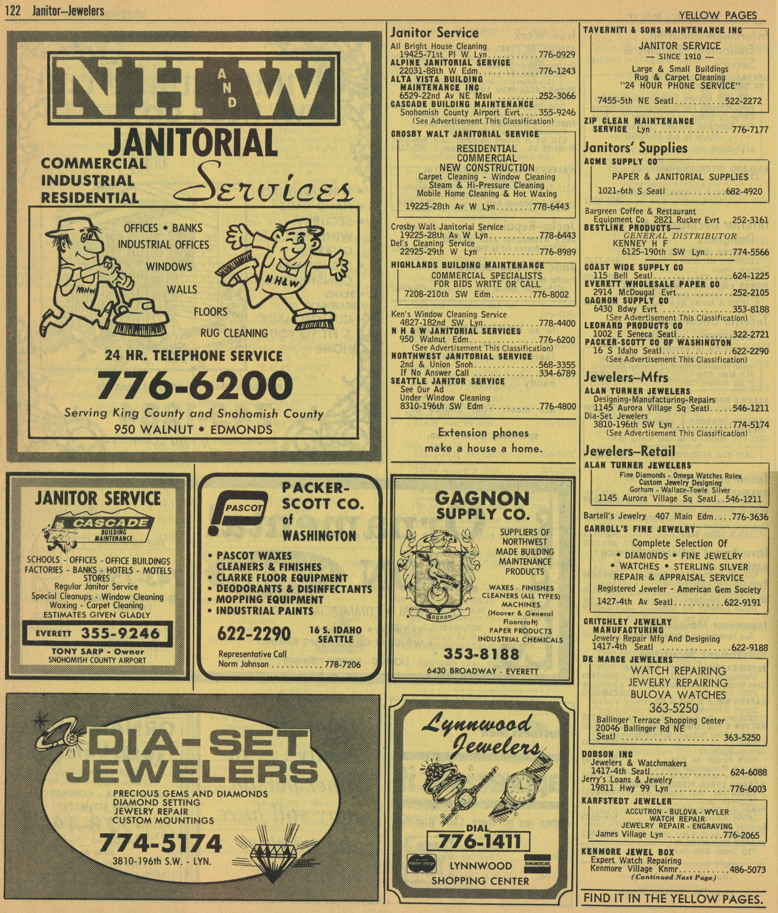 122 Janitor—Jewelers
YELLOW PAGES
NH AND W
JANITORIAL
COMMERCIAL
INDUSTRIAL
RESIDENTIAL
Services
OFFICES • BANKS
INDUSTRIAL OFFICES
WINDOWS
WALLS
FLOORS
RUG CLEANING
NH&W
24 HR. TELEPHONE SERVICE
776-6200
Serving King County and Snohomish County
950 WALNUT • EDMONDS
JANITOR SERVICE
CASCADE
BUILDING
MAINTENANCE
SCHOOLS - OFFICES - OFFICE BUILDINGS
FACTORIES - BANKS - HOTELS - MOTELS
STORES
Regular Janitor Service
Special Cleanups - Window Cleaning
Waxing - Carpet Cleaning
ESTIMATES GIVEN GLADLY
EVERETT 355-9246
TONY SARP - Owner
SNOHOMISH COUNTY AIRPORT
PASCOT
PACKER-
SCOTT CO.
of
WASHINGTON
• PASCOT WAXES
CLEANERS & FINISHES
• CLARKE FLOOR EQUIPMENT
• DEODORANTS & DISINFECTANTS
• MOPPING EQUIPMENT
• INDUSTRIAL PAINTS
622-2290 16 S. IDAHO
SEATTLE
Representative Call
Norm Johnson ............ 778-7206
DIA-SET
JEWELERS
PRECIOUS GEMS AND DIAMONDS
DIAMOND SETTING
JEWELRY REPAIR
CUSTOM MOUNTINGS
774-5174
3810-196th S.W. - LYN.
Janitor Service
All Bright House Cleaning
19425-71st Pl W Lyn.........776-0929
ALPINE JANITORIAL SERVICE
22031-88th W Edm..........776-1243
ALTA VISTA BUILDING
MAINTENANCE INC
6529-22nd Av NE Msvl .....252-3066
CASCADE BUILDING MAINTENANCE
Snohomish County Airport Evrt....355-9246
(See Advertisement This Classification)
CROSBY WALT JANITORIAL SERVICE
RESIDENTIAL
COMMERCIAL
NEW CONSTRUCTION
Carpet Cleaning - Window Cleaning
Steam & Hi-Pressure Cleaning
Mobile Home Cleaning & Hot Waxing
19225-28th Av W Lyn.......778-6443
Crosby Walt Janitorial Service
19225-28th Av W Lyn.......778-6443
Del's Cleaning Service
22925-29th W Lyn.........776-8989
HIGHLANDS BUILDING MAINTENANCE
COMMERCIAL SPECIALISTS
FOR BIDS WRITE OR CALL
7208-210th SW Edm.......776-8002
Ken's Window Cleaning Service
4827-182nd SW Lyn..........778-4400
N H & W JANITORIAL SERVICES
950 Walnut Edm.............776-6200
(See Advertisement This Classification)
NORTHWEST JANITORIAL SERVICE
2nd & Union Snoh............568-3355
If No Answer Call ............334-6789
SEATTLE JANITOR SERVICE
See Our Ad
Under Window Cleaning
8310-196th SW Edm..........776-4800
Extension phones
make a house a home.
GAGNON
SUPPLY CO.
Gagnon
SUPPLIERS OF
NORTHWEST
MADE BUILDING
MAINTENANCE
PRODUCTS
WAXES - FINISHES
CLEANERS (ALL TYPES)
MACHINES
(Hoover & General
Floorcraft)
PAPER PRODUCTS
INDUSTRIAL CHEMICALS
353-8188
6430 BROADWAY - EVERETT
Lynnwood
Jewelers
DIAL
776-1411
LYNNWOOD
SHOPPING CENTER
TAVERNITI & SONS MAINTENANCE INC
JANITOR SERVICE
— SINCE 1910 —
Large & Small Buildings
Rug & Carpet Cleaning
"24 HOUR PHONE SERVICE"
7455-5th NE Seatl..........522-2272
ZIP CLEAN MAINTENANCE
SERVICE Lyn ...............776-7177
Janitors' Supplies
ACME SUPPLY CO
PAPER & JANITORIAL SUPPLIES
1021-6th S Seatl ...........682-4920
Bargreen Coffee & Restaurant
Equipment Co 2821 Rucker Evrt ..252-3161
BESTLINE PRODUCTS—
GENERAL DISTRIBUTOR
KENNEY H F
6125-190th SW Lyn.......774-5566
COAST WIDE SUPPLY CO
115 Bell Seatl..............624-1225
EVERETT WHOLESALE PAPER CO
2914 McDougal Evrt.........252-2105
GAGNON SUPPLY CO
6430 Bdwy Evrt............353-8188
(See Advertisement This Classification)
LEONARD PRODUCTS CO
1002 E Seneca Seatl........322-2721
PACKER-SCOTT CO OF WASHINGTON
16 S Idaho Seatl............622-2290
(See Advertisement This Classification)
Jewelers—Mfrs
ALAN TURNER JEWELERS
Designing-Manufacturing-Repairs
1145 Aurora Village Sq Seatl.....546-1211
Dia-Set Jewelers
3810-196th SW Lyn ..........774-5174
(See Advertisement This Classification)
Jewelers—Retail
ALAN TURNER JEWELERS
Fine Diamonds - Omega Watches Rolex
Custom Jewelry Designing
Gorham - Wallace-Towle Silver
1145 Aurora Village Sq Seatl..546-1211
Bartell's Jewelry 407 Main Edm....776-3636
CARROLL'S FINE JEWELRY
Complete Selection Of
• DIAMONDS • FINE JEWELRY
• WATCHES • STERLING SILVER
REPAIR & APPRAISAL SERVICE
Registered Jeweler - American Gem Society
1427-4th Av Seatl...........622-9191
CRITCHLEY JEWELRY
MANUFACTURING
Jewelry Repair Mfg And Designing
1417-4th Seatl .............622-9188
DE MARCE JEWELERS
WATCH REPAIRING
JEWELRY REPAIRING
BULOVA WATCHES
363-5250
Ballinger Terrace Shopping Center
20046 Ballinger Rd NE
Seatl ....................363-5250
DOBSON INC
Jewelers & Watchmakers
1417-4th Seatl..............624-6088
Jerry's Loans & Jewelry
19811 Hwy 99 Lyn...........776-6003
KARFSTEDT JEWELER
ACCUTRON - BULOVA - WYLER
WATCH REPAIR
JEWELRY REPAIR - ENGRAVING
James Village Lyn...........776-2065
KENMORE JEWEL BOX
Expert Watch Repairing
Kenmore Village Knmr.........486-5073
(Continued Next Page)
FIND IT IN THE YELLOW PAGES.